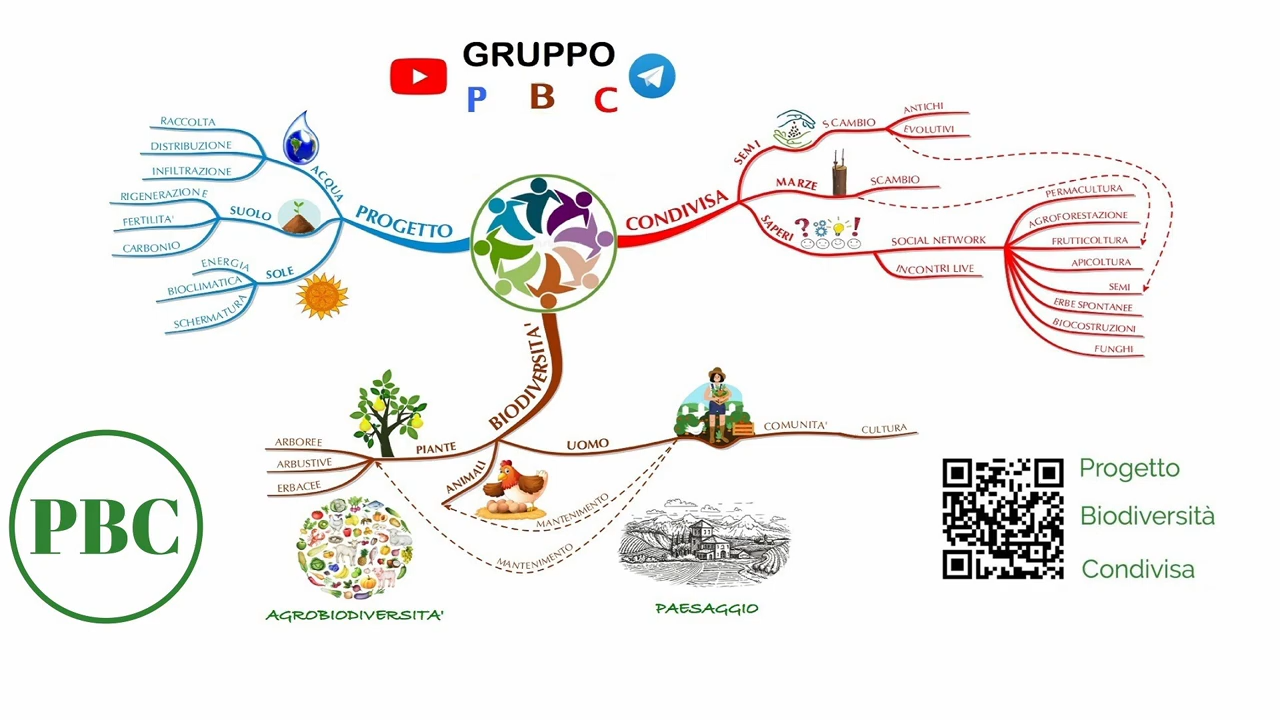 GRUPPO
P B C
PROGETTO
ACQUA
RACCOLTA
DISTRIBUZIONE
INFILTRAZIONE
SUOLO
RIGENERAZIONE
FERTILITA'
CARBONIO
SOLE
ENERGIA
BIOCLIMATICA
SCHERMATURA
CONDIVISA
SEMI
SCAMBIO
ANTICHI
EVOLUTIVI
MARZE
SCAMBIO
SAPERI
SOCIAL NETWORK
INCONTRI LIVE
PERMACULTURA
AGROFORESTAZIONE
FRUTTICOLTURA
APICOLTURA
SEMI
ERBE SPONTANEE
BIOCOSTRUZIONI
FUNGHI
BIODIVERSITA'
PIANTE
ARBOREE
ARBUSTIVE
ERBACEE
ANIMALI
UOMO
COMUNITA'
CULTURA
MANTENIMENTO
MANTENIMENTO
AGROBIODIVERSITA'
PAESAGGIO
PBC
Progetto
Biodiversità
Condivisa